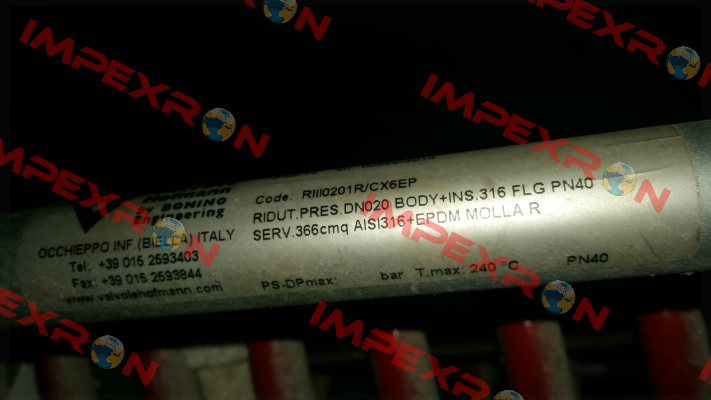 Hofmann
BY BONINO
Engineering
OCCHIEPPO INF.(BIELLA) ITALY
Tel: +39 015 2593403
Fax: +39 015 2593844
www.valvolehofmann.com
Code: RIII0201R/CX6EP
RIDUT.PRES.DN020 BODY+INS.316 FLG PN40
SERV.366cmq AISI316+EPDM MOLLA R
PS-DPmax: bar T.max: 240 °C PN40
IMPEXRON
IMPEXRON
IMPEXRON
IMPEXRON
IMPEXRON